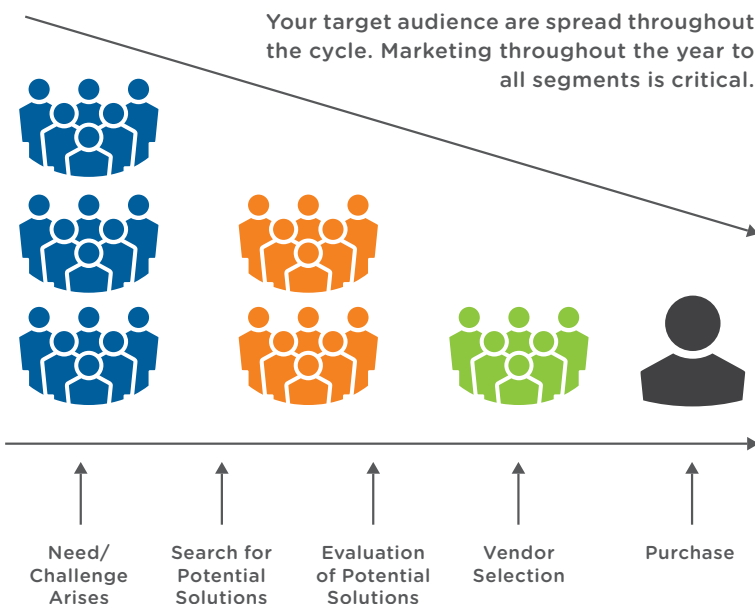 Your target audience are spread throughout
the cycle. Marketing throughout the year to
all segments is critical.
Need/
Challenge
Arises
Search for
Potential
Solutions
Evaluation
of Potential
Solutions
Vendor
Selection
Purchase